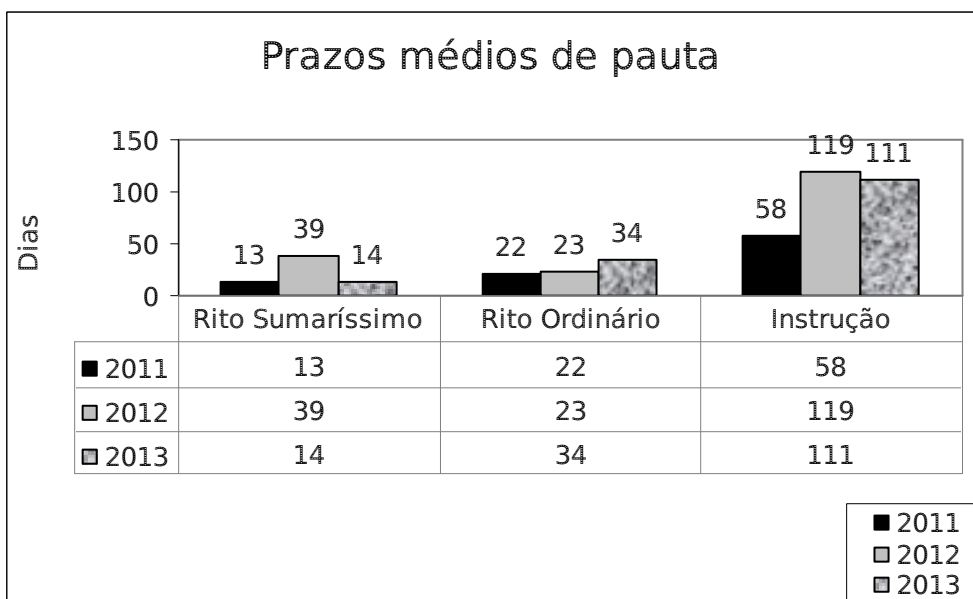 Prazos médios de pauta
Dias
150
100
50
0
13
39
14
22
23
34
58
119
111
Rito Sumaríssimo Rito Ordinário Instrução
2011 13 22 58
2012 39 23 119
2013 14 34 111
2011
2012
2013